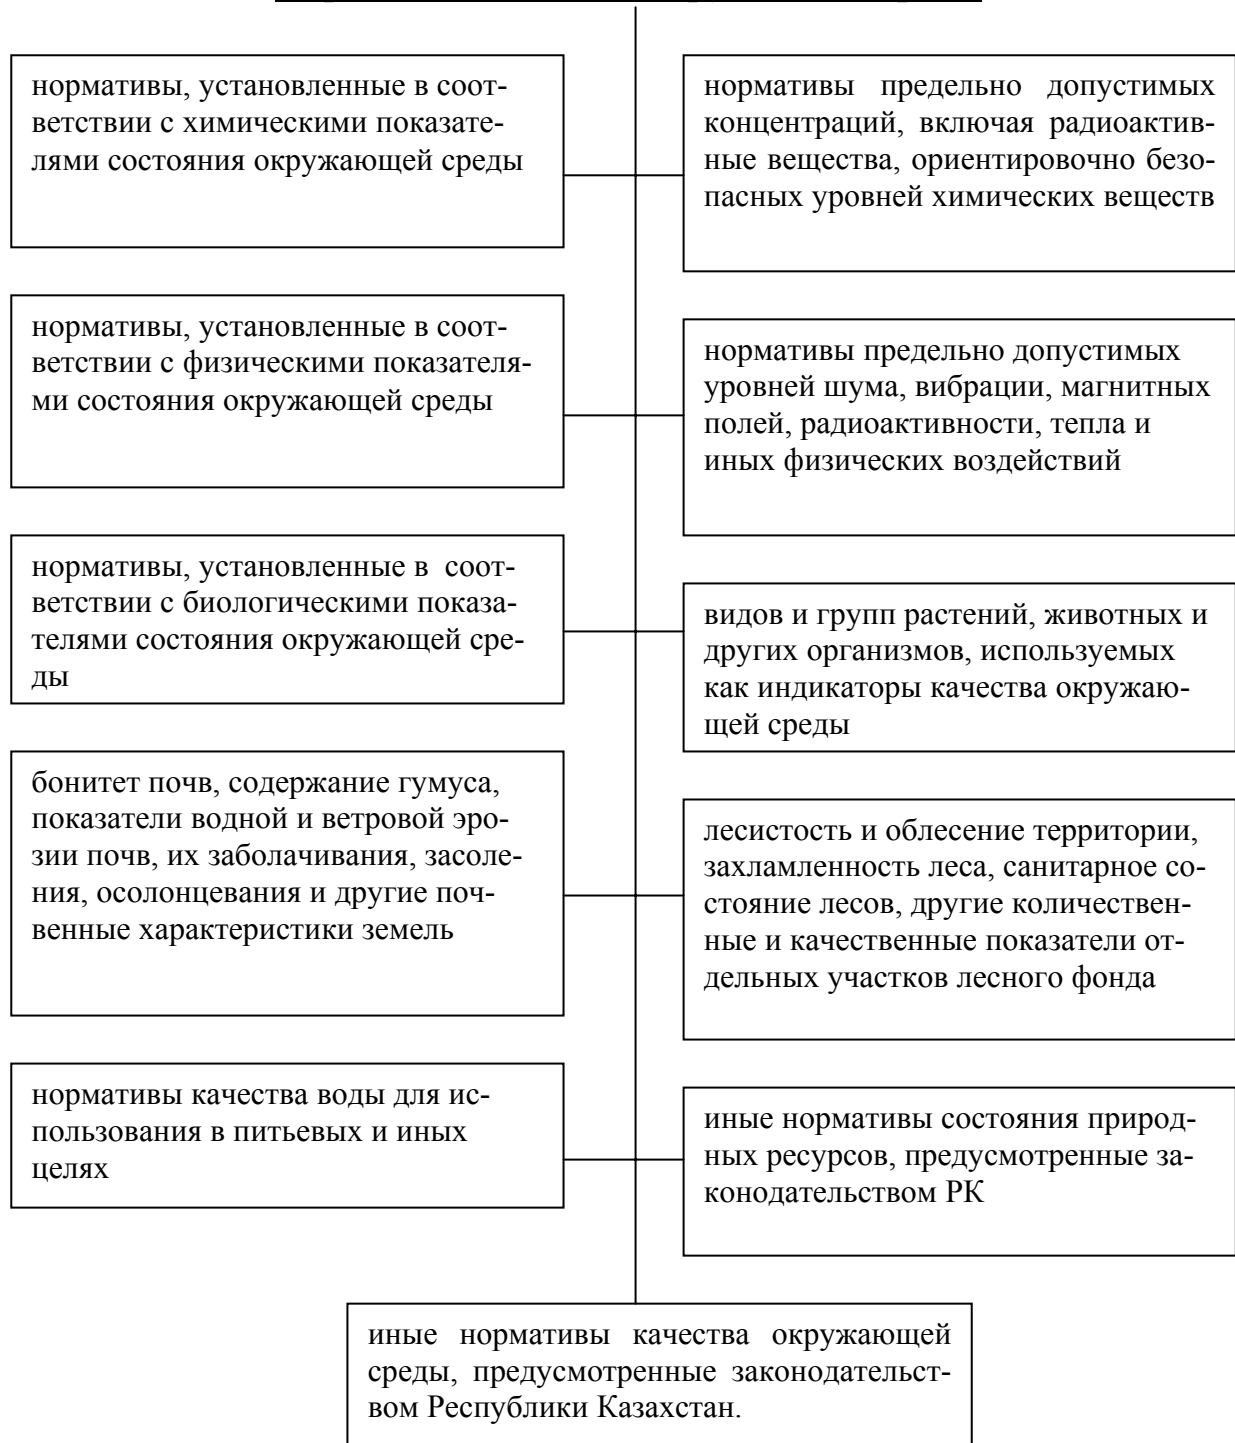 нормативы, установленные в соот-
ветствии с химическими показате-
лями состояния окружающей среды
нормативы предельно допустимых
концентраций, включая радиоактив-
ные вещества, ориентировочно безо-
пасных уровней химических веществ
нормативы, установленные в соот-
ветствии с физическими показателя-
ми состояния окружающей среды
нормативы предельно допустимых
уровней шума, вибрации, магнитных
полей, радиоактивности, тепла и
иных физических воздействий
нормативы, установленные в соот-
ветствии с биологическими показа-
телями состояния окружающей сре-
ды
видов и групп растений, животных и
других организмов, используемых
как индикаторы качества окружаю-
щей среды
бонитет почв, содержание гумуса,
показатели водной и ветровой эро-
зии почв, их заболачивания, засоле-
ния, осолонцевания и другие поч-
венные характеристики земель
лесистость и облесение территории,
захламленность леса, санитарное со-
стояние лесов, другие количествен-
ные и качественные показатели от-
дельных участков лесного фонда
нормативы качества воды для ис-
пользования в питьевых и иных
целях
иные нормативы состояния природ-
ных ресурсов, предусмотренные за-
конодательством РК
иные нормативы качества окружающей
среды, предусмотренные законодательст-
вом Республики Казахстан.